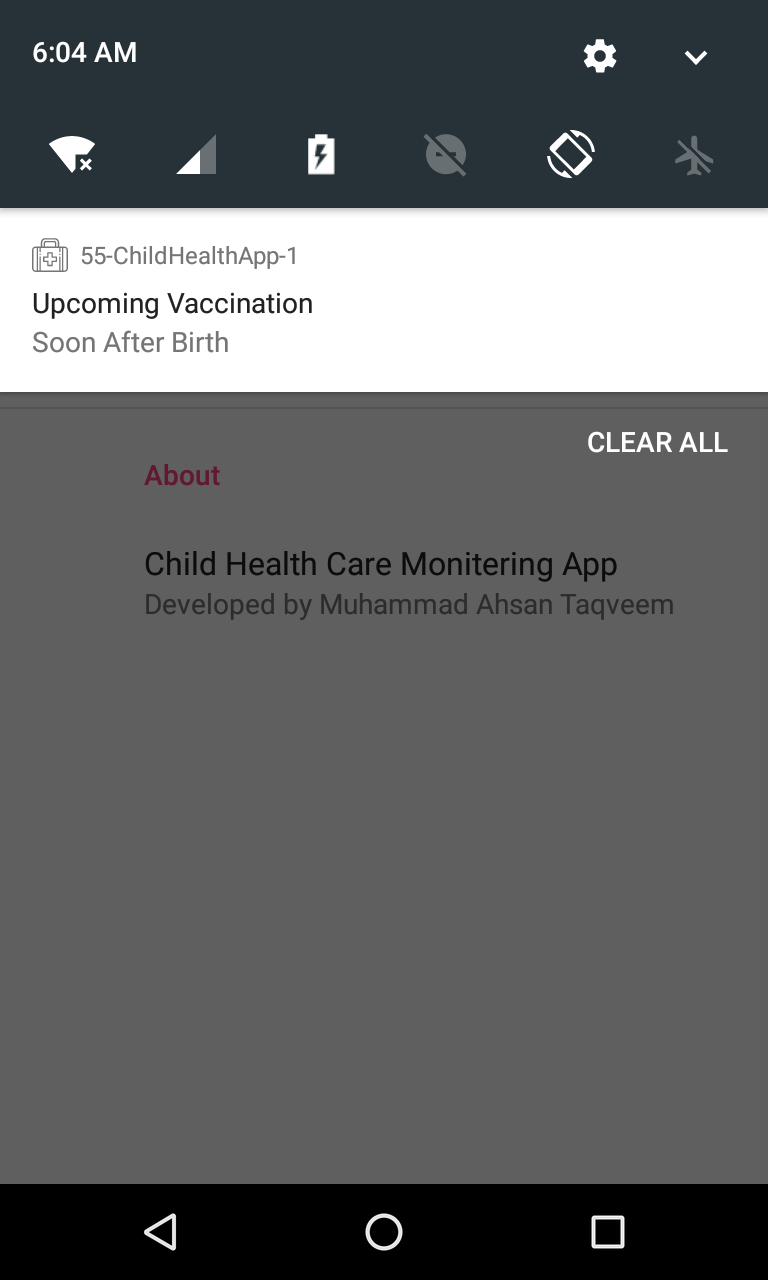 6:04 AM
55-ChildHealthApp-1
Upcoming Vaccination
Soon After Birth
CLEAR ALL
About
Child Health Care Monitering App
Developed by Muhammad Ahsan Taqveem